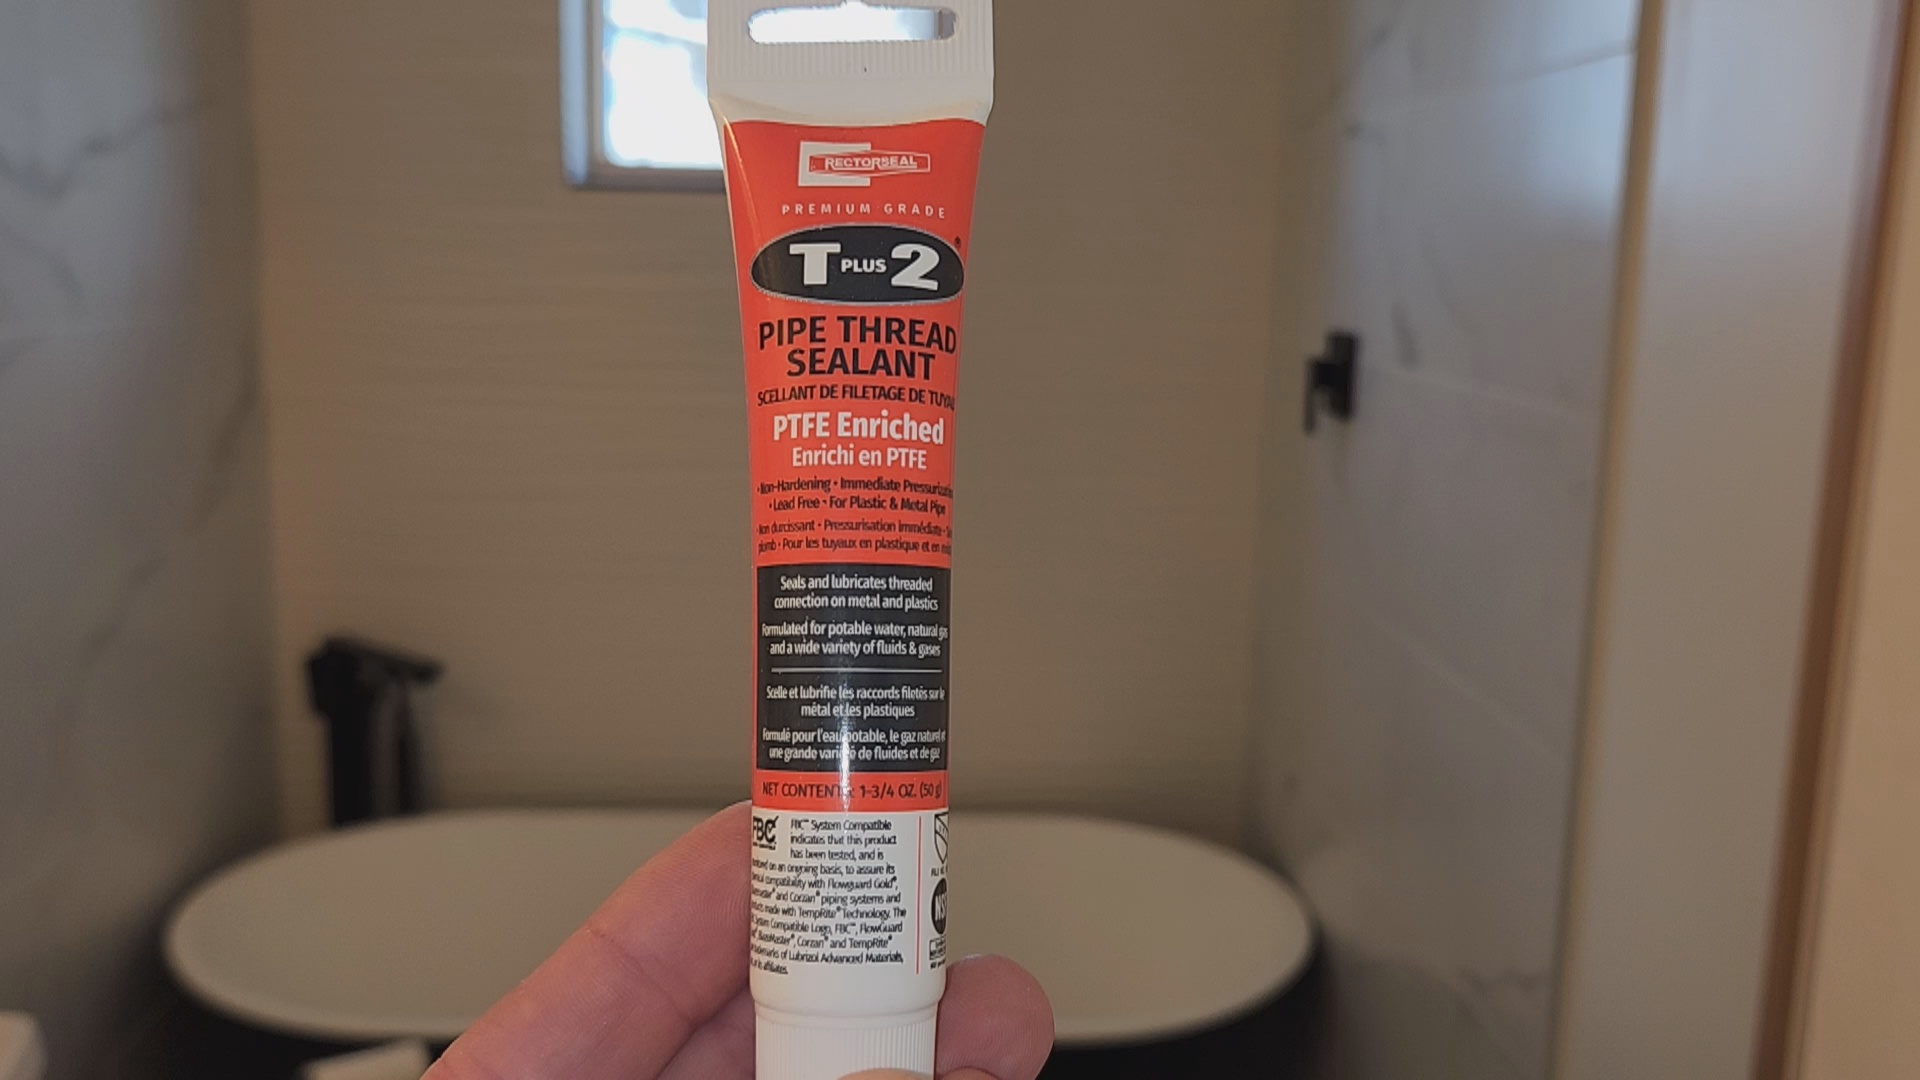 RECTORSEAL
PREMIUM GRADE
T PLUS 2 ®
PIPE THREAD
SEALANT
SCELLANT DE FILETAGE DE
PTFE Enriched
Enrichi en PTFE
• Non-Hardening • Immediate
• Lead Free • For Plastic & Metal Pipe
Non durcissant • Pressurisation Immédiate •
plomb • Pour les tuyaux en plastique et en
Seals and lubricates threaded
connection on metal and plastics
Formulated for potable water, natural gas
and a wide variety of fluids & gases
Scelle et lubrifie les raccords filetés sur le
métal et les plastiques
Formulé pour l'eau potable, le gaz naturel et
une grande variété de fluides et de gaz
NET CONTENTS: 1-3/4 OZ. (50 g)
FBC
FBC™ System Compatible
indicates that this product
has been tested, and is
on an ongoing basis, to assure its
compatibility with Flowguard Gold®,
and Corzan® piping systems and
made with TempRite® Technology. The
System Compatible Logo, FBC™, FlowGuard
BlazeMaster®, Corzan® and TempRite®
of Lubrizol Advanced Materials,
or its affiliates.